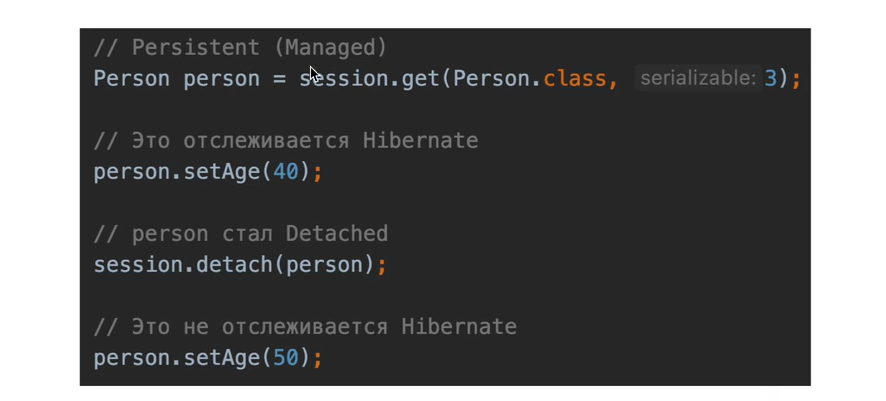 // Persistent (Managed)
Person person = session.get(Person.class, serializable: 3);
// Это отслеживается Hibernate
person.setAge(40);
// person стал Detached
session.detach(person);
// Это не отслеживается Hibernate
person.setAge(50);